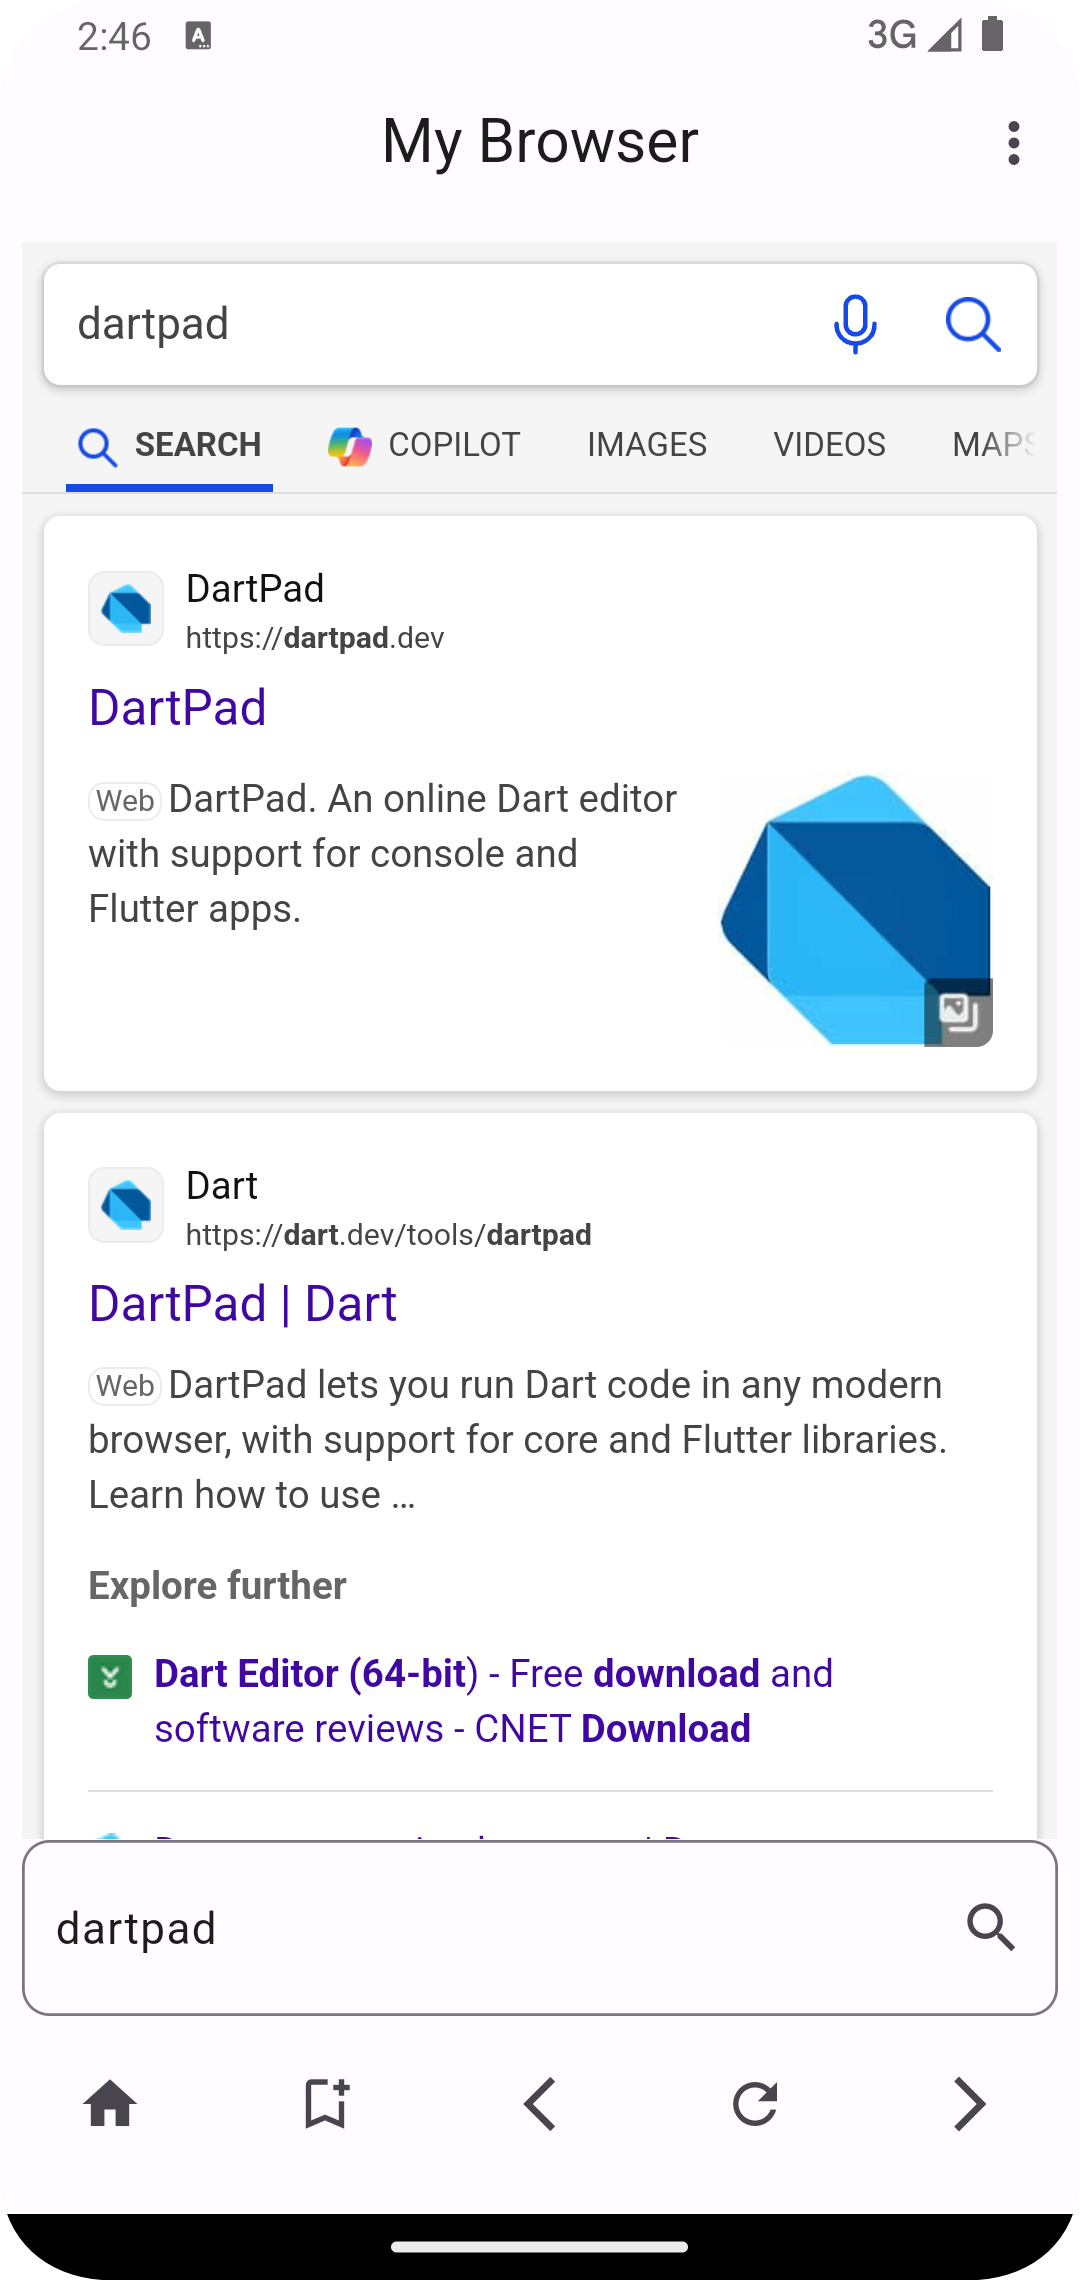 2:46
3G
My Browser
dartpad
SEARCH COPILOT IMAGES VIDEOS MAPS
DartPad
https://dartpad.dev
DartPad
Web DartPad. An online Dart editor
with support for console and
Flutter apps.
Dart
https://dart.dev/tools/dartpad
DartPad | Dart
Web DartPad lets you run Dart code in any modern
browser, with support for core and Flutter libraries.
Learn how to use ...
Explore further
Dart Editor (64-bit) - Free download and
software reviews - CNET Download
dartpad